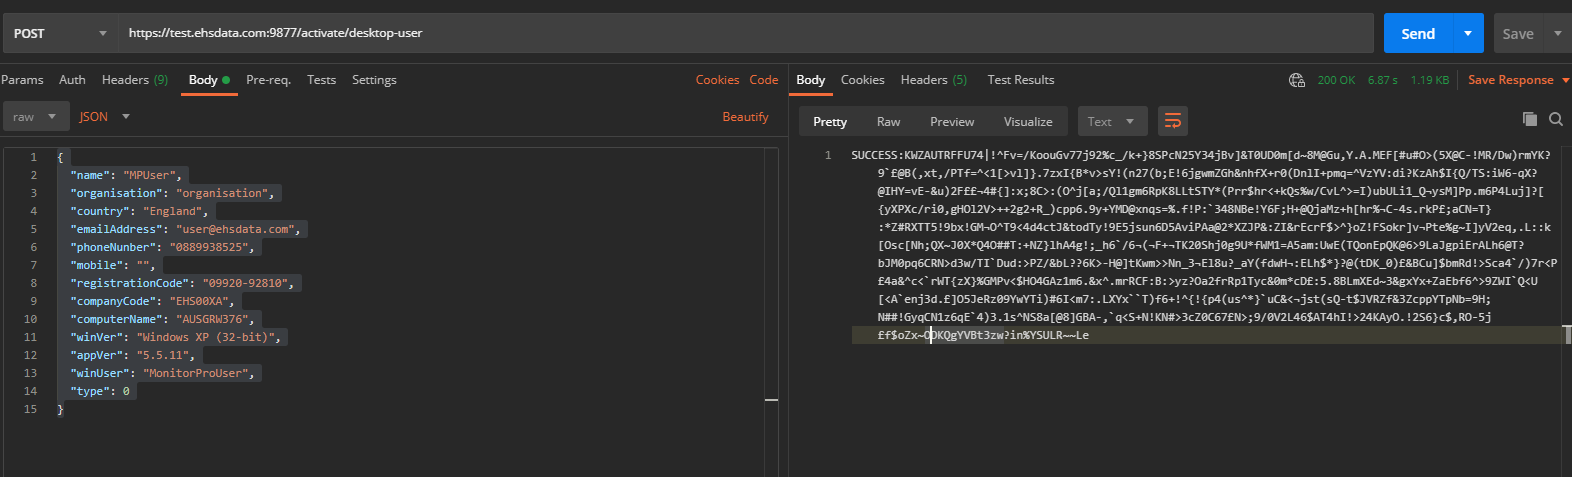 POST
https://test.ehsdata.com:9877/activate/desktop-user
Send
Save
Params Auth Headers (9) Body Pre-req. Tests Settings Cookies Code
raw JSON Beautify
1 {
2 "name": "MPUser",
3 "organisation": "organisation",
4 "country": "England",
5 "emailAddress": "user@ehsdata.com",
6 "phoneNunber": "0889938525",
7 "mobile": "",
8 "registrationCode": "09920-92810",
9 "companyCode": "EHS00XA",
10 "computerName": "AUSGRW376",
11 "winVer": "Windows XP (32-bit)",
12 "appVer": "5.5.11",
13 "winUser": "MonitorProUser",
14 "type": 0
15 }
Body Cookies Headers (5) Test Results 200 OK 6.87 s 1.19 KB Save Response
Pretty Raw Preview Visualize Text
1 SUCCESS:KWZAUTRFFU74|!^Fv=/KoouGv77j92%c_/k+}8SPcN25Y34jBv]&T0UD0m[d~8M@Gu,Y.A.MEF[#u#O>(5X@C-!MR/Dw)rmYK?
9`£@B(,xt,/PTf=^<1[>vl]}.7zxI{B*v>sY!(n27(b;E!6jgwmZGh&nhfX+r0(DnlI+pmq=^VzYV:di?KzAh$I{Q/TS:iW6-qX?
@IHY=vE-&u)2F££¬4#{]:x;8C>:(O^j[a;/Ql1gm6RpK8LLtSTY*(Prr$hr<+kQs%w/CvL^>=I)ubULi1_Q¬ysM]Pp.m6P4Luj]?[
{yXPXc/ri0,gHOl2V>++2g2+R_)cpp6.9y+YMD@xnqs=%.f!P:`348NBe!Y6F;H+@QjaMz+h[hr%¬C-4s.rkP£;aCN=T}
:*Z#RXTT5!9bx!GM¬O^T9<4d4ctJ&todTy!9E5jsun6D5AviPAa@2*XZJP&:ZI&rEcrF$>^}oZ!FSokr]v¬Pte%g~I]yV2eq,.L::k
[Osc[Nh;QX~J0X*Q4O##T:+NZ}lhA4g!;_h6`/6¬(¬F+¬TK20Shj0g9U*fWM1=A5am:UwE(TQonEpQK@6>9LaJgpiErALh6@T?
bJM0pq6CRN>d3w/TI`Dud:>PZ/&bL??6K>-H@]tKwm>>Nn_3¬El8u?_aY(fdwH¬:ELh$*}?@(tDK_0)£&BCu]$bmRd!>Sca4`/)7r<P
£4a&^c<`rWT{zX}%GMPv<$HO4GAz1m6.&x^.mrRCF:B:>yz?Oa2frRp1Tyc&0m*cD£:5.8BLmXEd~3&gxYx+ZaEbf6^>9ZWI`Q<U
[<A`enj3d.£]O5JeRz09YwYTi)#6I<m7:.LXYx``T)f6+!^{!{p4(us^*}`uC&<¬jst(sQ-t$JVRZf&3ZcppYTpNb=9H;
N##!GyqCN1z6qE`4)3.1s^NS8a[@8]GBA-,`q<S+N!KN#>3cZ0C67£N>;9/0V2L46$AT4hI!>24KAyO.!2S6}c$,RO-5j
££$oZx~ODKQgYVBt3zw?in%YSULR~~Le